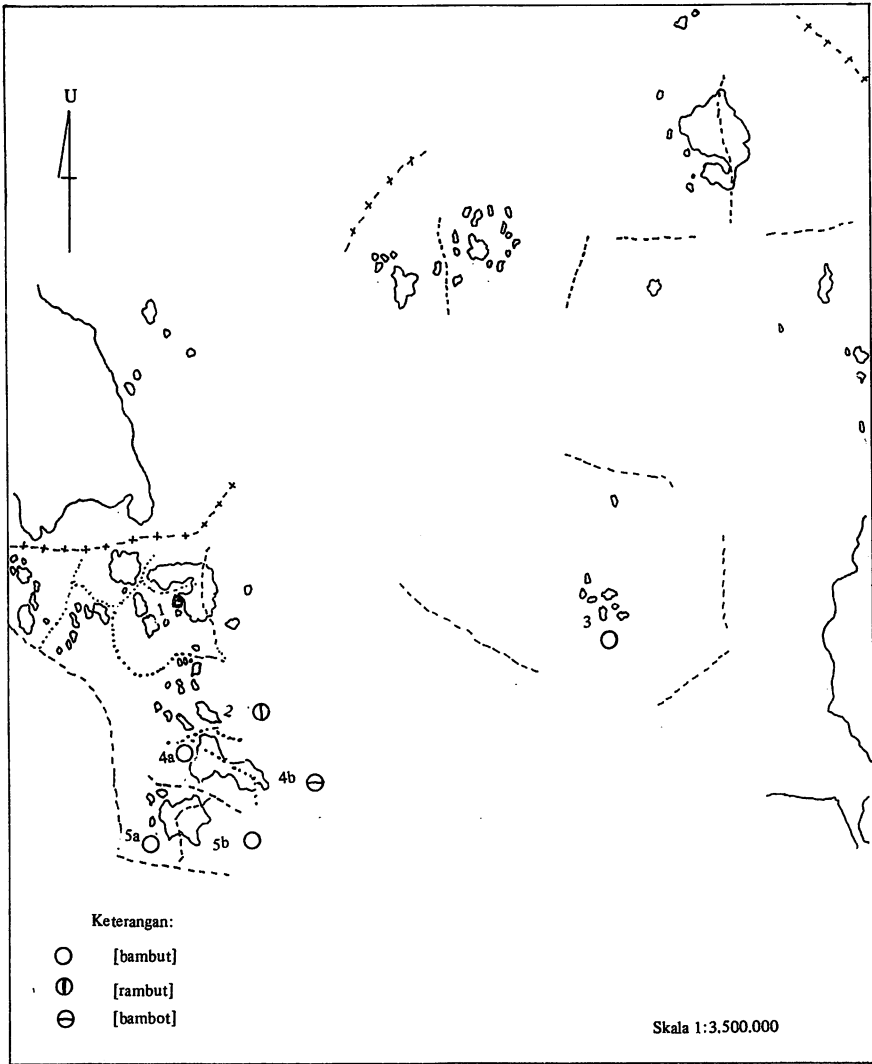 U
1
2
3
4a
4b
5a
5b
Keterangan:
[bambut]
[rambut]
[bambot]
Skala 1:3.500.000